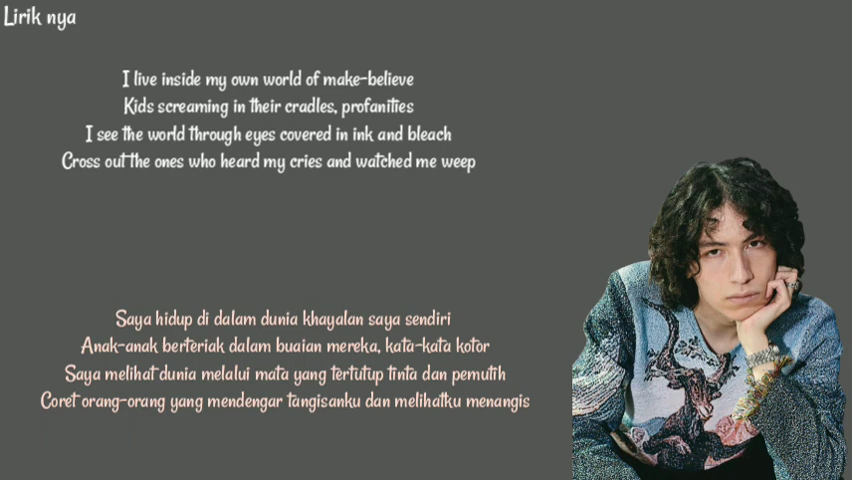 Lirik nya
I live inside my own world of make-believe
Kids screaming in their cradles, profanities
I see the world through eyes covered in ink and bleach
Cross out the ones who heard my cries and watched me weep
Saya hidup di dalam dunia khayalan saya sendiri
Anak-anak berteriak dalam buaian mereka, kata-kata kotor
Saya melihat dunia melalui mata yang tertutup tinta dan pemutih
Coret orang-orang yang mendengar tangisanku dan melihatku menangis